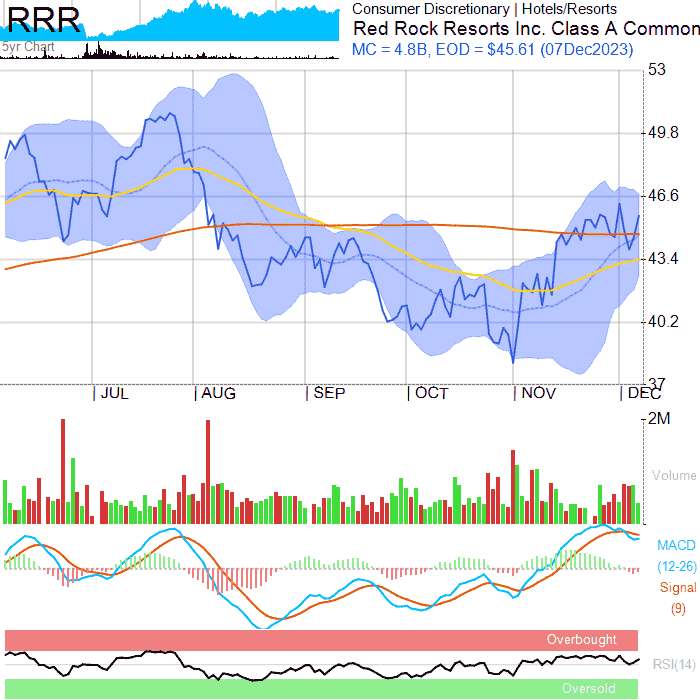 RRR
5yr Chart
Consumer Discretionary | Hotels/Resorts
Red Rock Resorts Inc. Class A Common
MC = 4.8B, EOD = $45.61 (07Dec2023)
53
49.8
46.6
43.4
40.2
37
JUL AUG SEP OCT NOV DEC
2M
Volume
MACD
(12-26)
Signal
(9)
Overbought
RSI(14)
Oversold